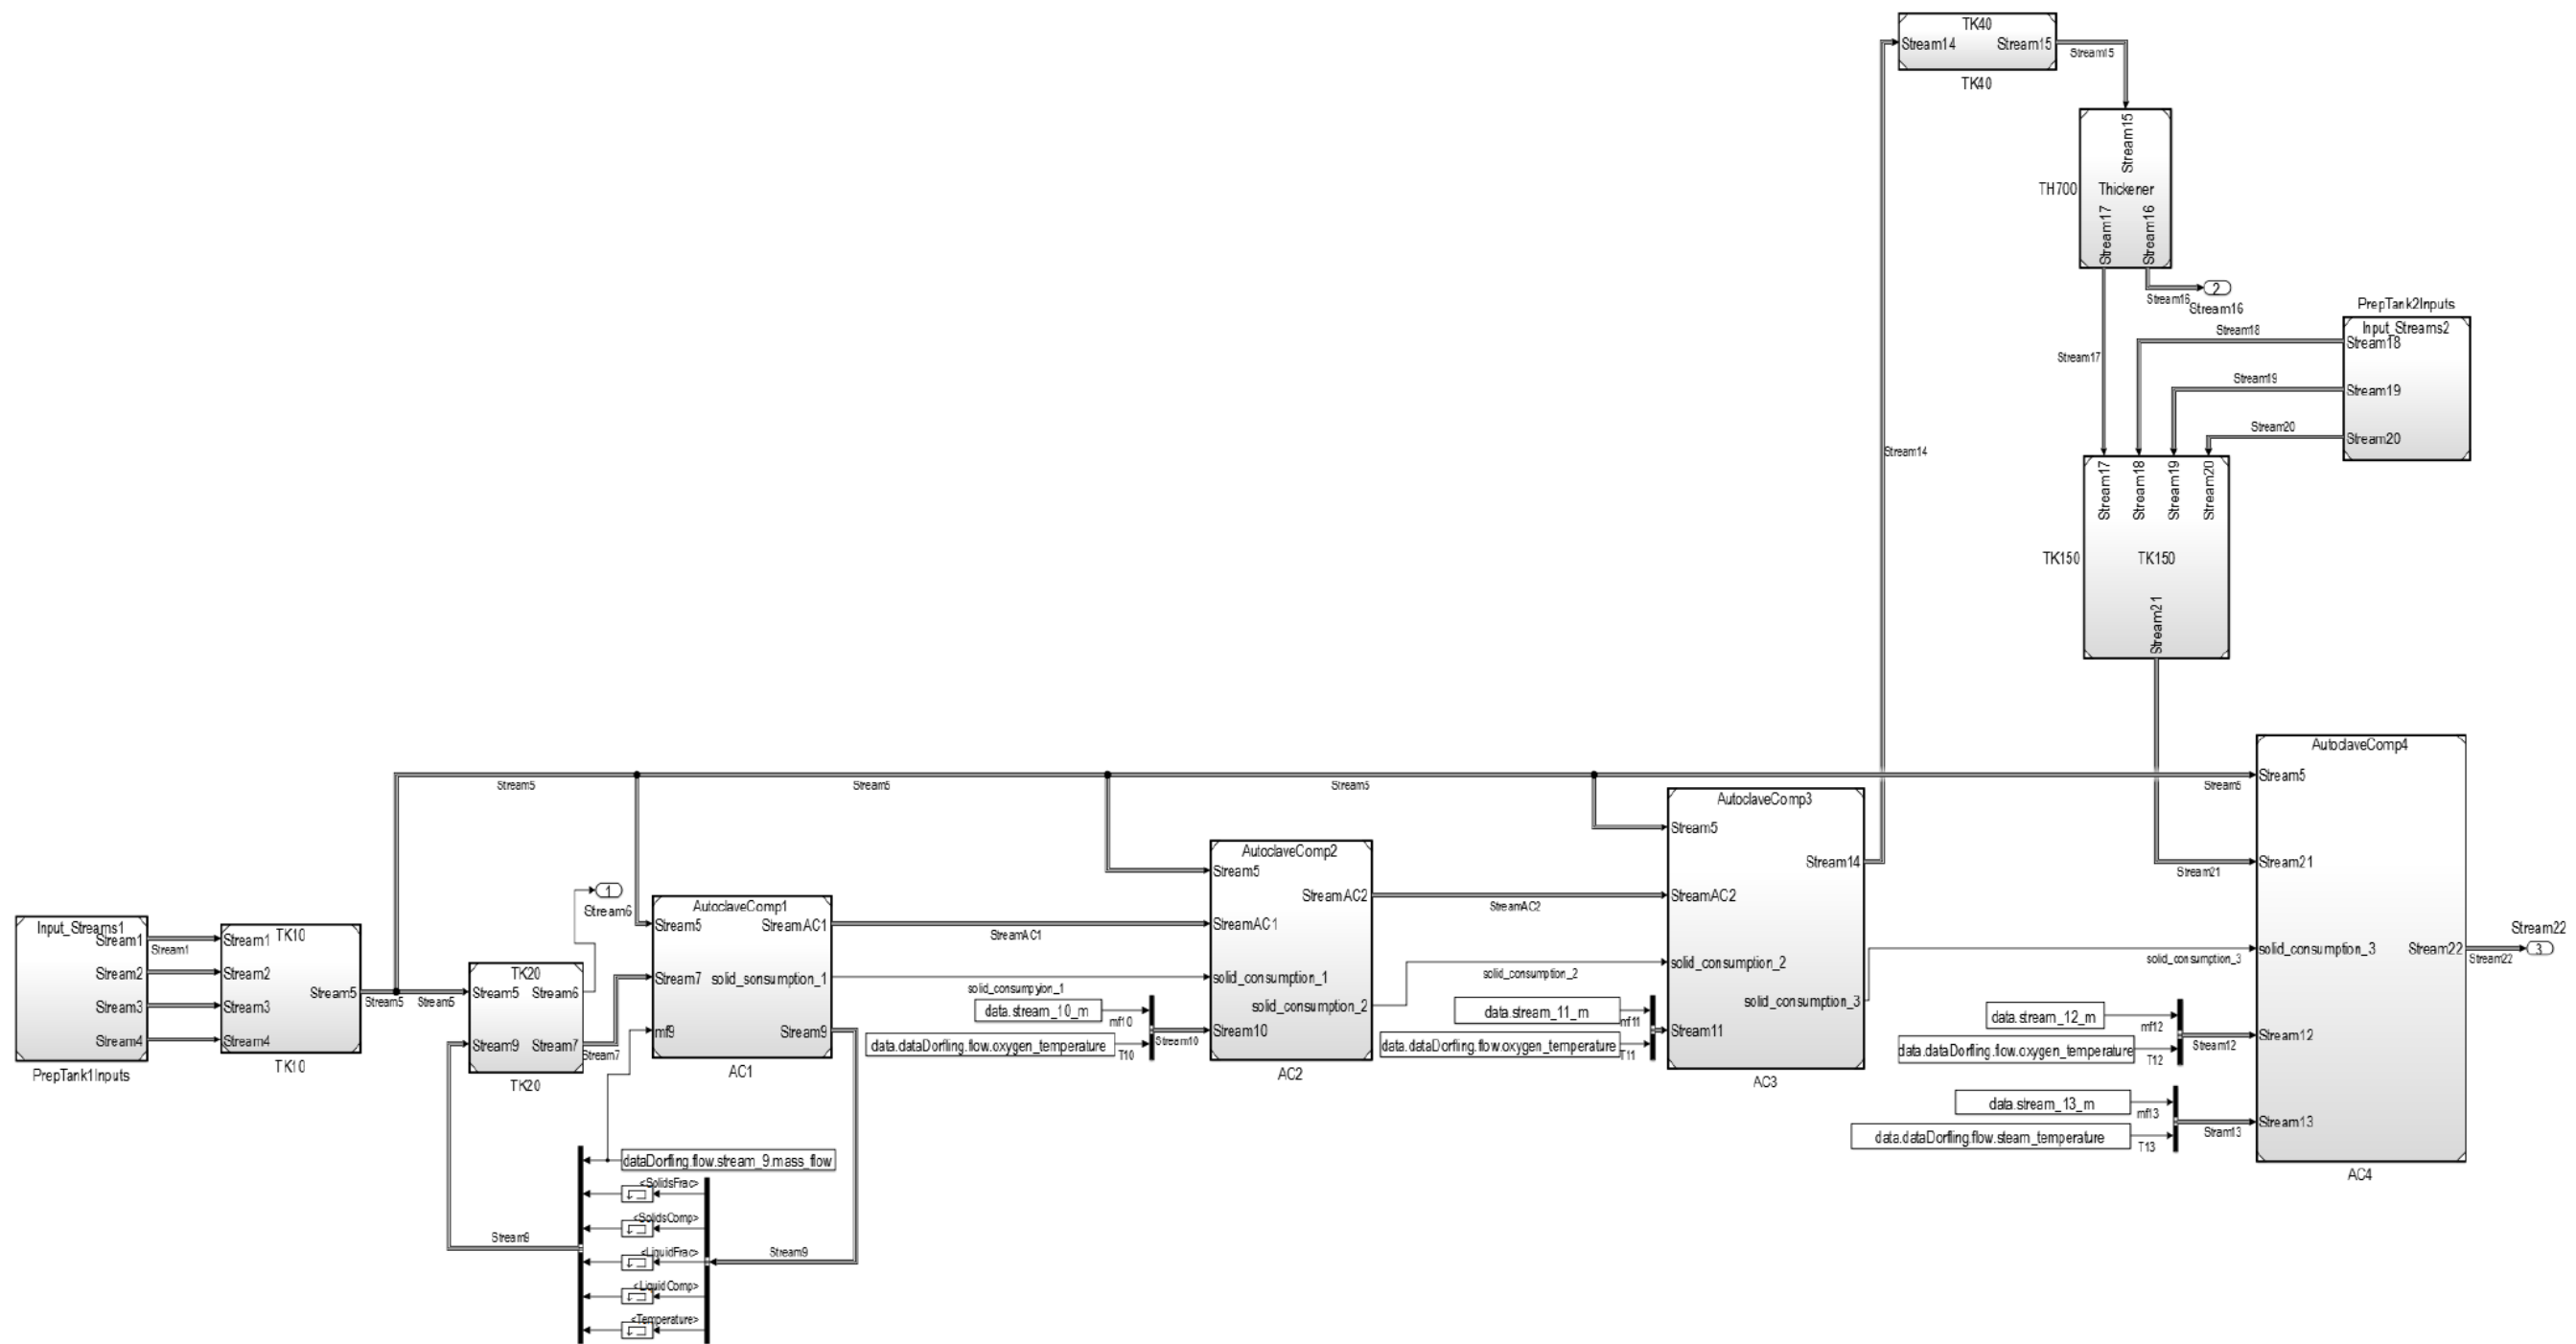 TK40
Stream14
Stream15
Stream15
TK40
Stream15
TH700
Thickener
Stream17
Stream16
Stream16
2
Stream16
PrepTank2Inputs
Input_Streams2
Stream18
Stream18
Stream17
Stream19
Stream19
Stream20
Stream20
Stream14
Stream17
Stream18
Stream19
Stream20
TK150
TK150
Stream21
AutoclaveComp4
Stream5
Stream5
Stream5
Stream5
Stream5
AutoclaveComp3
Stream5
Stream14
StreamAC2
solid_consumption_2
solid_consumption_3
Stream11
AC3
AutoclaveComp2
Stream5
StreamAC2
StreamAC1
solid_consumption_1
solid_consumption_2
Stream10
AC2
StreamAC2
solid_consumption_2
Stream21
Stream21
solid_consumption_3
solid_consumption_3
Stream22
Stream22
Stream22
3
Stream12
Stream13
AC4
1
Stream6
Input_Streams1
Stream1
Stream2
Stream3
Stream4
PrepTank1Inputs
Stream1
TK10
Stream1
Stream2
Stream3
Stream4
Stream5
TK10
Stream5
Stream5
TK20
Stream5
Stream6
Stream9
Stream7
TK20
Stream7
AutoclaveComp1
Stream5
StreamAC1
Stream7
solid_sonsumption_1
mf9
Stream9
AC1
StreamAC1
solid_consumpyion_1
data.stream_10_m
mf10
data.dataDorfling.flow.oxygen_temperature
T10
Stream10
data.stream_11_m
mf11
data.dataDorfling.flow.oxygen_temperature
T11
data.stream_12_m
mf12
data.dataDorfling.flow.oxygen_temperature
T12
Stream12
data.stream_13_m
mf13
data.dataDorfling.flow.steam_temperature
T13
Stram13
dataDorfling.flow.stream_9.mass_flow
<SolidsFrac>
<SolidsComp>
<LiquidFrac>
<LiquidComp>
<Temperature>
Stream9
Stream9